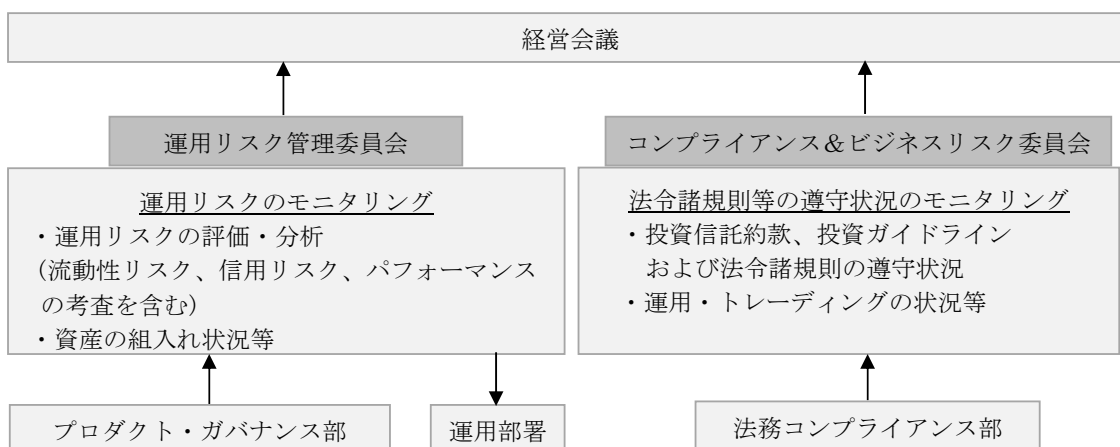 経営会議
運用リスク管理委員会
運用リスクのモニタリング
・運用リスクの評価・分析
(流動性リスク、信用リスク、パフォーマンス
の考査を含む)
・資産の組入れ状況等
プロダクト・ガバナンス部
運用部署
コンプライアンス＆ビジネスリスク委員会
法令諸規則等の遵守状況のモニタリング
・投資信託約款、投資ガイドライン
および法令諸規則の遵守状況
・運用・トレーディングの状況等
法務コンプライアンス部